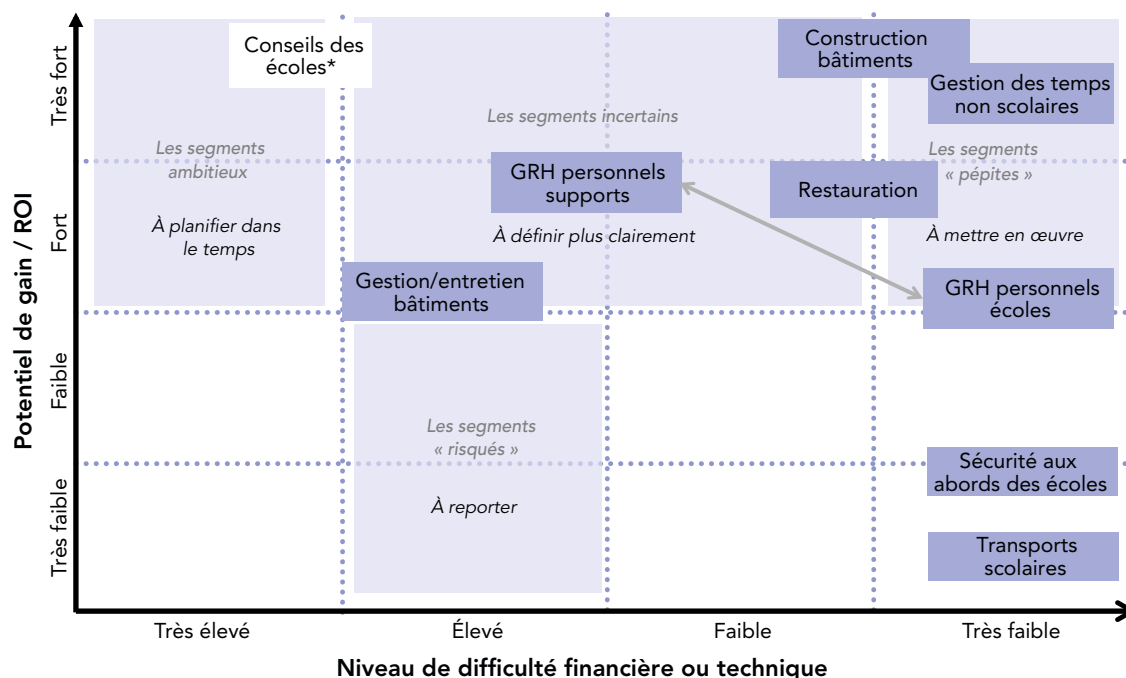 Potentiel de gain / ROI
Très fort
Fort
Faible
Très faible
Conseils des
écoles*
Construction
bâtiments
Gestion des temps
non scolaires
Les segments incertains
Les segments
ambitieux
Les segments
« pépites »
GRH personnels
supports
Restauration
À planifier dans
le temps
À définir plus clairement
À mettre en œuvre
Gestion/entretien
bâtiments
GRH personnels
écoles
Les segments
« risqués »
À reporter
Sécurité aux
abords des écoles
Transports
scolaires
Très élevé
Élevé
Faible
Très faible
Niveau de difficulté financière ou technique